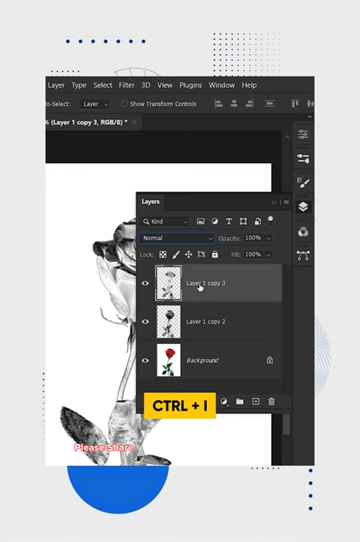 Layer Type Select Filter 3D View Plugins Window Help
to-Select: Layer Show Transform Controls
% (Layer 1 copy 3, RGB/8) * ×
Layers
Kind
Normal Opacity: 100%
Lock: Fill: 100%
Layer 1 copy 3
Layer 1 copy 2
Background
CTRL + I
Please Share